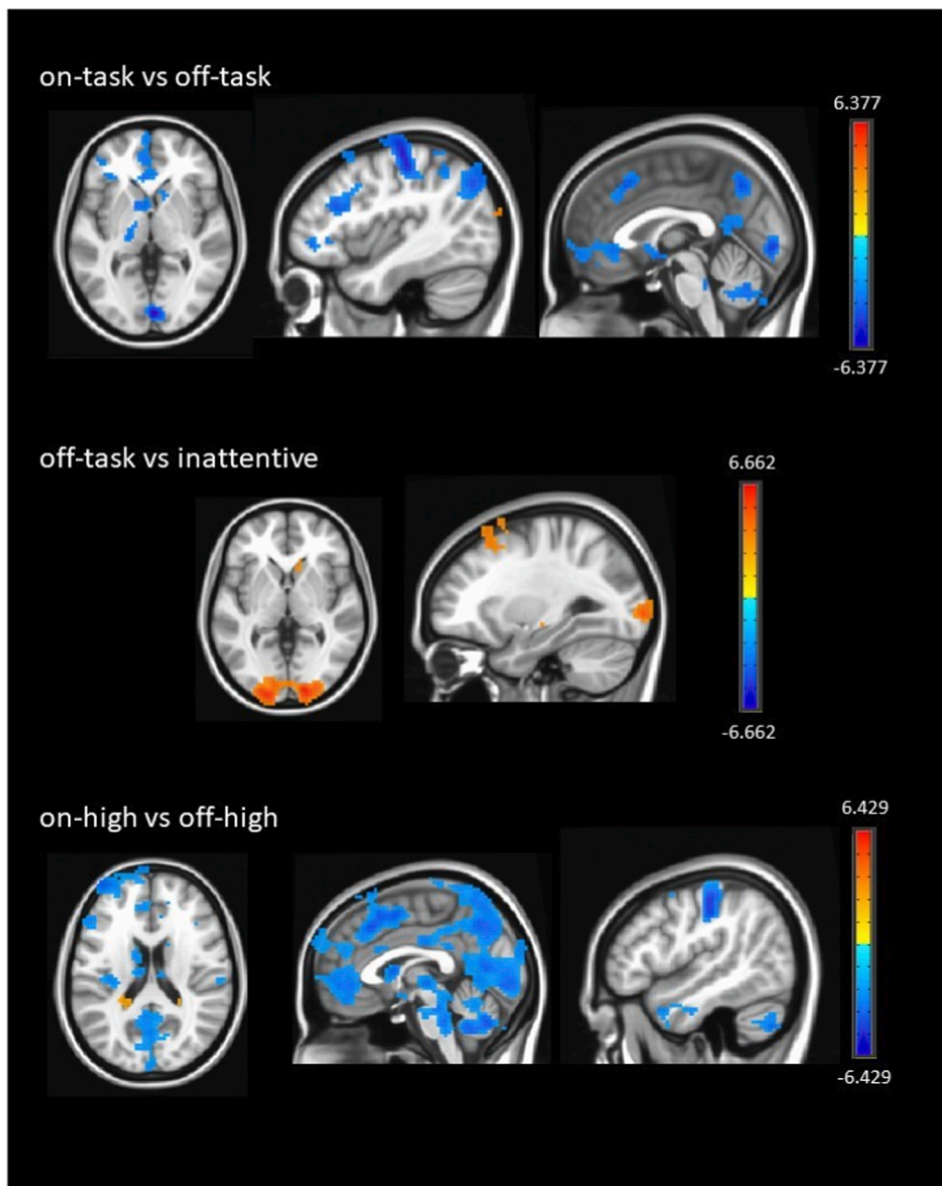 on-task vs off-task
6.377
-6.377
off-task vs inattentive
6.662
-6.662
on-high vs off-high
6.429
-6.429